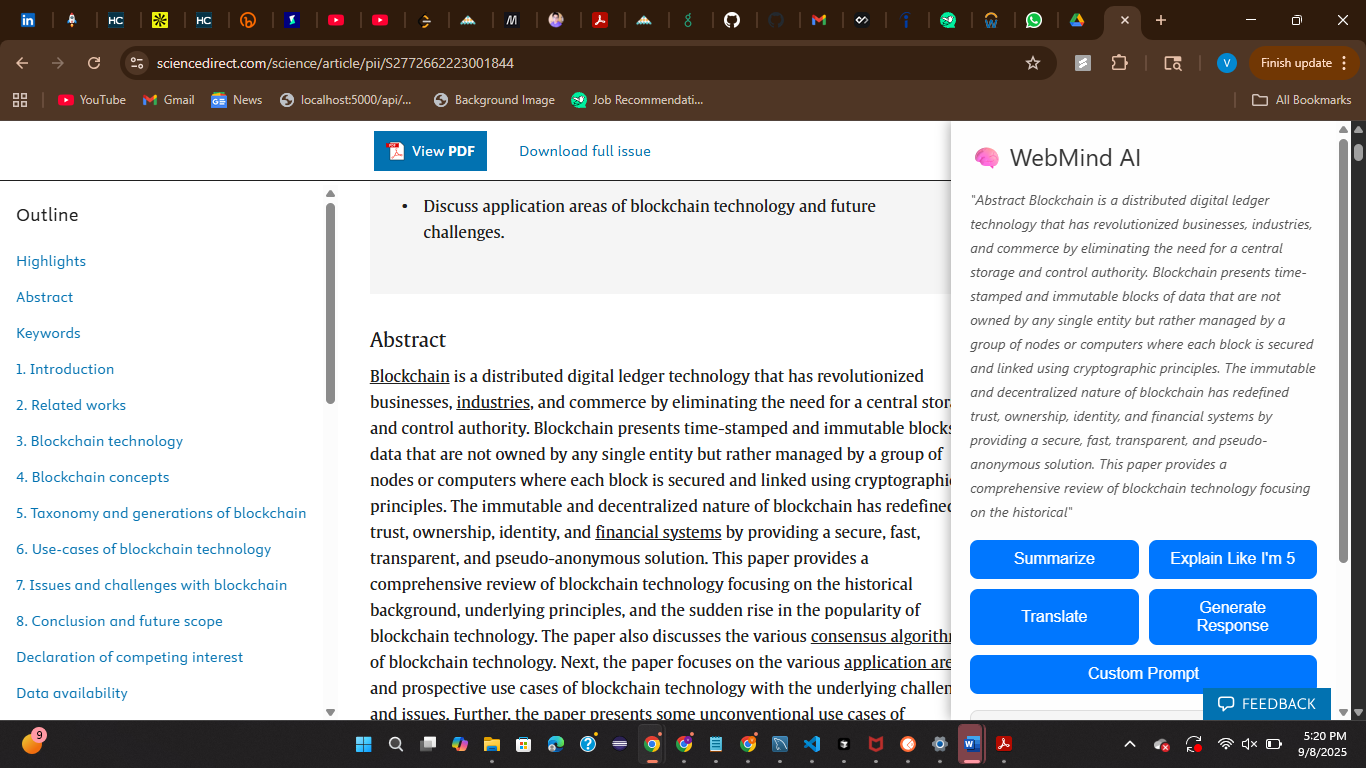 HC
HC
M
sciencedirect.com/science/article/pii/S2772662223001844
V
Finish update
YouTube
Gmail
News
localhost:5000/api/...
Background Image
Job Recommendati...
All Bookmarks
View PDF
Download full issue
Outline
Highlights
Abstract
Keywords
1. Introduction
2. Related works
3. Blockchain technology
4. Blockchain concepts
5. Taxonomy and generations of blockchain
6. Use-cases of blockchain technology
7. Issues and challenges with blockchain
8. Conclusion and future scope
Declaration of competing interest
Data availability
• Discuss application areas of blockchain technology and future
challenges.
Abstract
Blockchain is a distributed digital ledger technology that has revolutionized
businesses, industries, and commerce by eliminating the need for a central stor
and control authority. Blockchain presents time-stamped and immutable blocks
data that are not owned by any single entity but rather managed by a group of
nodes or computers where each block is secured and linked using cryptographic
principles. The immutable and decentralized nature of blockchain has redefined
trust, ownership, identity, and financial systems by providing a secure, fast,
transparent, and pseudo-anonymous solution. This paper provides a
comprehensive review of blockchain technology focusing on the historical
background, underlying principles, and the sudden rise in the popularity of
blockchain technology. The paper also discusses the various consensus algorith
of blockchain technology. Next, the paper focuses on the various application are
and prospective use cases of blockchain technology with the underlying challen
and issues. Further, the paper presents some unconventional use cases of
WebMind AI
"Abstract Blockchain is a distributed digital ledger
technology that has revolutionized businesses, industries,
and commerce by eliminating the need for a central
storage and control authority. Blockchain presents time-
stamped and immutable blocks of data that are not
owned by any single entity but rather managed by a
group of nodes or computers where each block is secured
and linked using cryptographic principles. The immutable
and decentralized nature of blockchain has redefined
trust, ownership, identity, and financial systems by
providing a secure, fast, transparent, and pseudo-
anonymous solution. This paper provides a
comprehensive review of blockchain technology focusing
on the historical"
Summarize
Explain Like I'm 5
Translate
Generate
Response
Custom Prompt
FEEDBACK
9
5:20 PM
9/8/2025